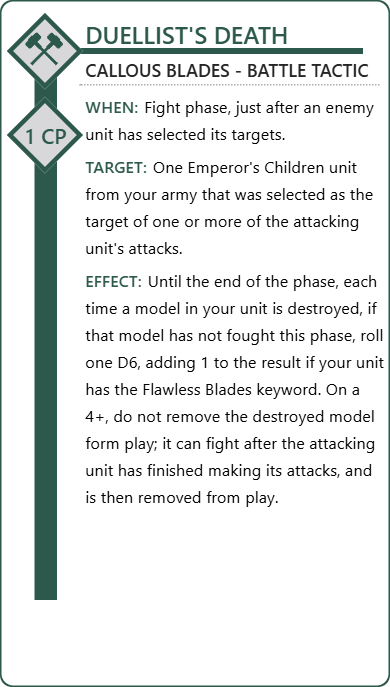 DUELLIST'S DEATH
CALLOUS BLADES - BATTLE TACTIC
1 CP
WHEN: Fight phase, just after an enemy
unit has selected its targets.
TARGET: One Emperor's Children unit
from your army that was selected as the
target of one or more of the attacking
unit's attacks.
EFFECT: Until the end of the phase, each
time a model in your unit is destroyed, if
that model has not fought this phase, roll
one D6, adding 1 to the result if your unit
has the Flawless Blades keyword. On a
4+, do not remove the destroyed model
form play; it can fight after the attacking
unit has finished making its attacks, and
is then removed from play.